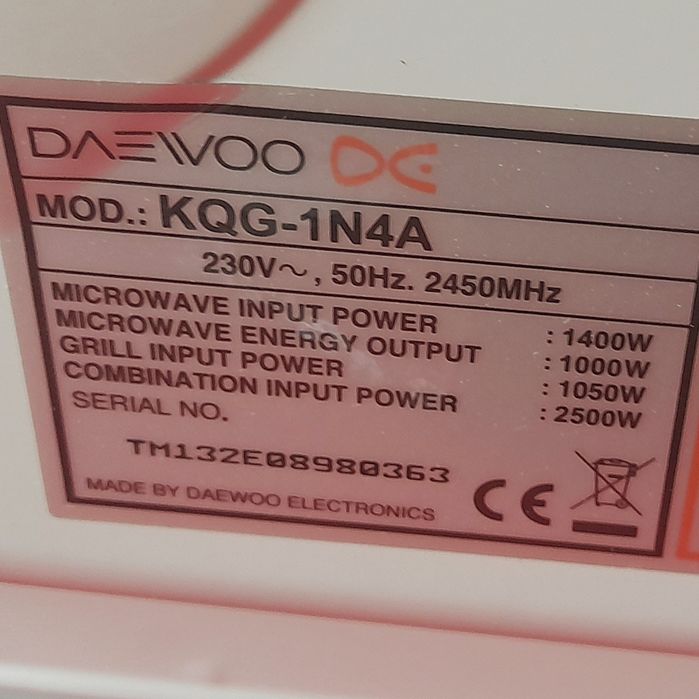 DAEWOO
MOD.: KQG-1N4A
230V~, 50Hz. 2450MHz
MICROWAVE INPUT POWER : 1400W
MICROWAVE ENERGY OUTPUT : 1000W
GRILL INPUT POWER : 1050W
COMBINATION INPUT POWER : 2500W
SERIAL NO.
TM132E08980363
MADE BY DAEWOO ELECTRONICS
CE